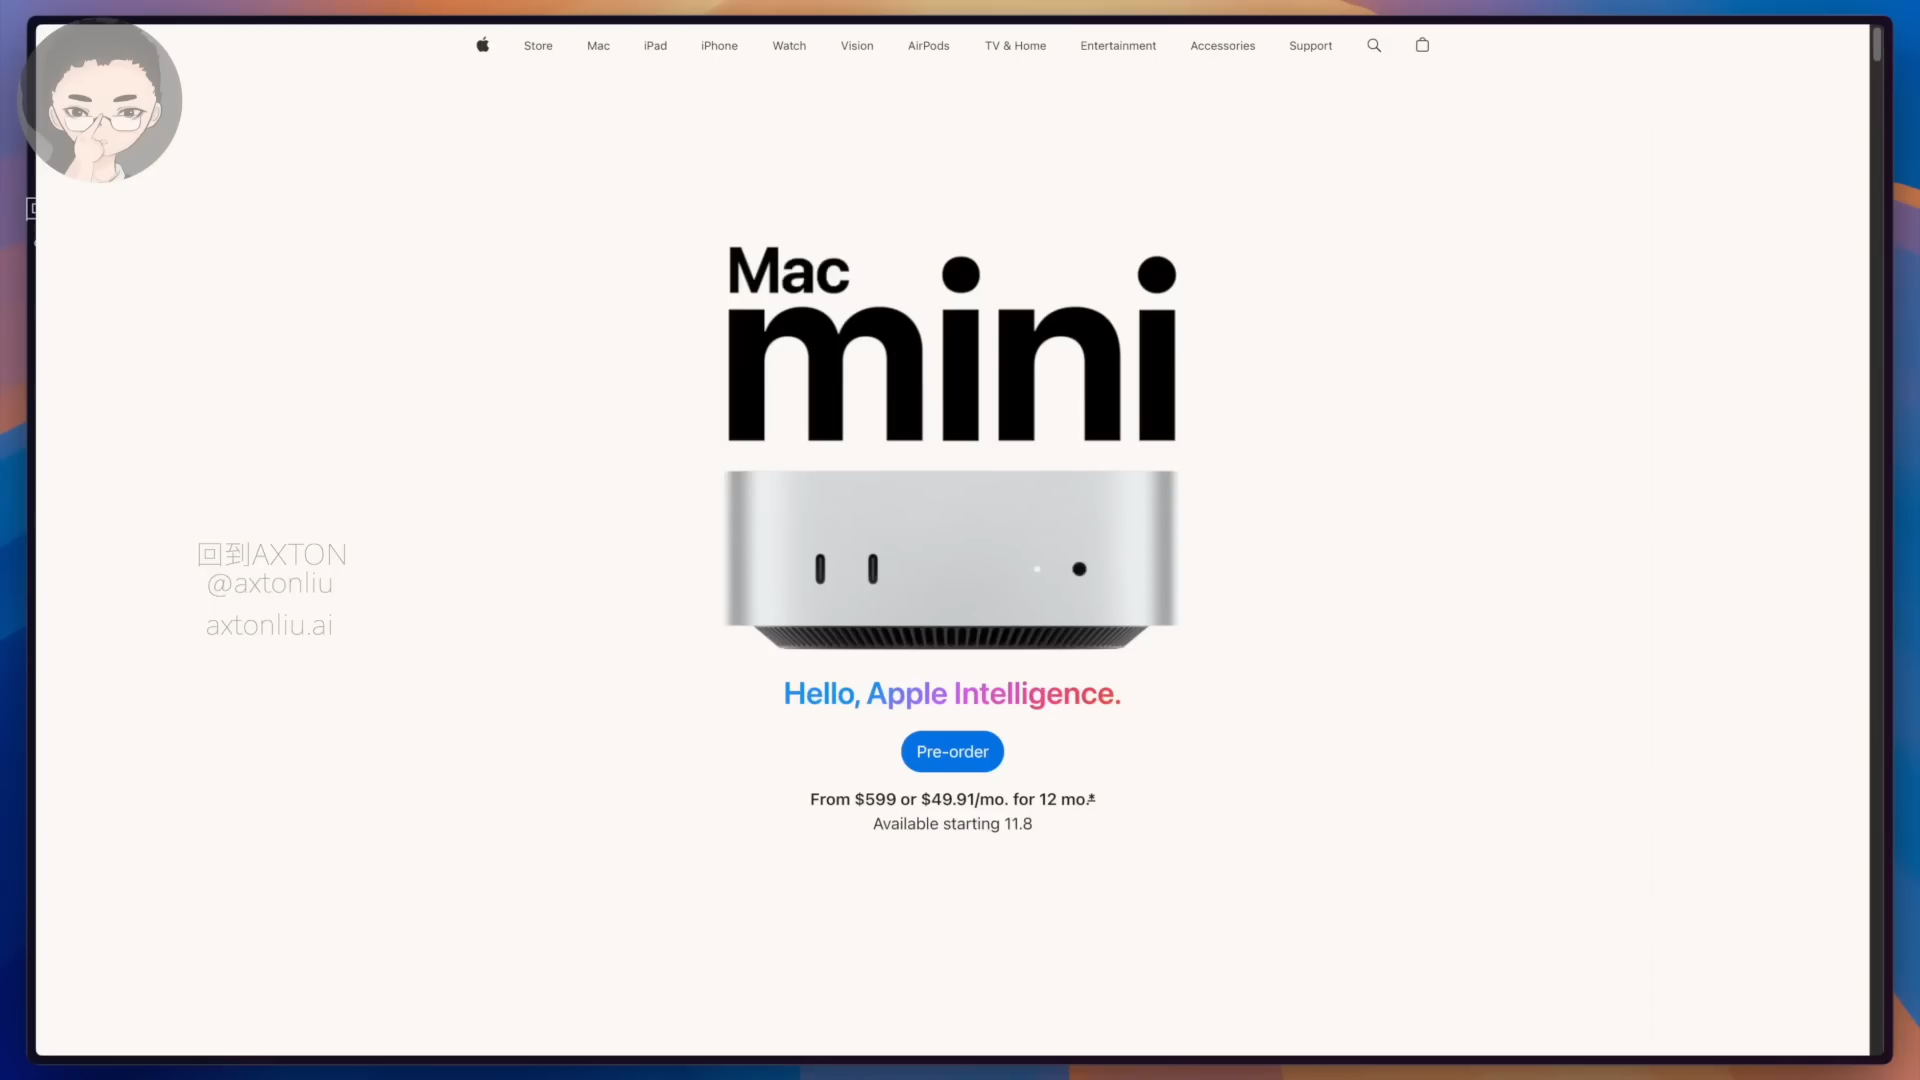 Store Mac iPad iPhone Watch Vision AirPods TV & Home Entertainment Accessories Support
Mac
mini
回到AXTON
@axtonliu
axtonliu.ai
Hello, Apple Intelligence.
Pre-order
From $599 or $49.91/mo. for 12 mo.*
Available starting 11.8